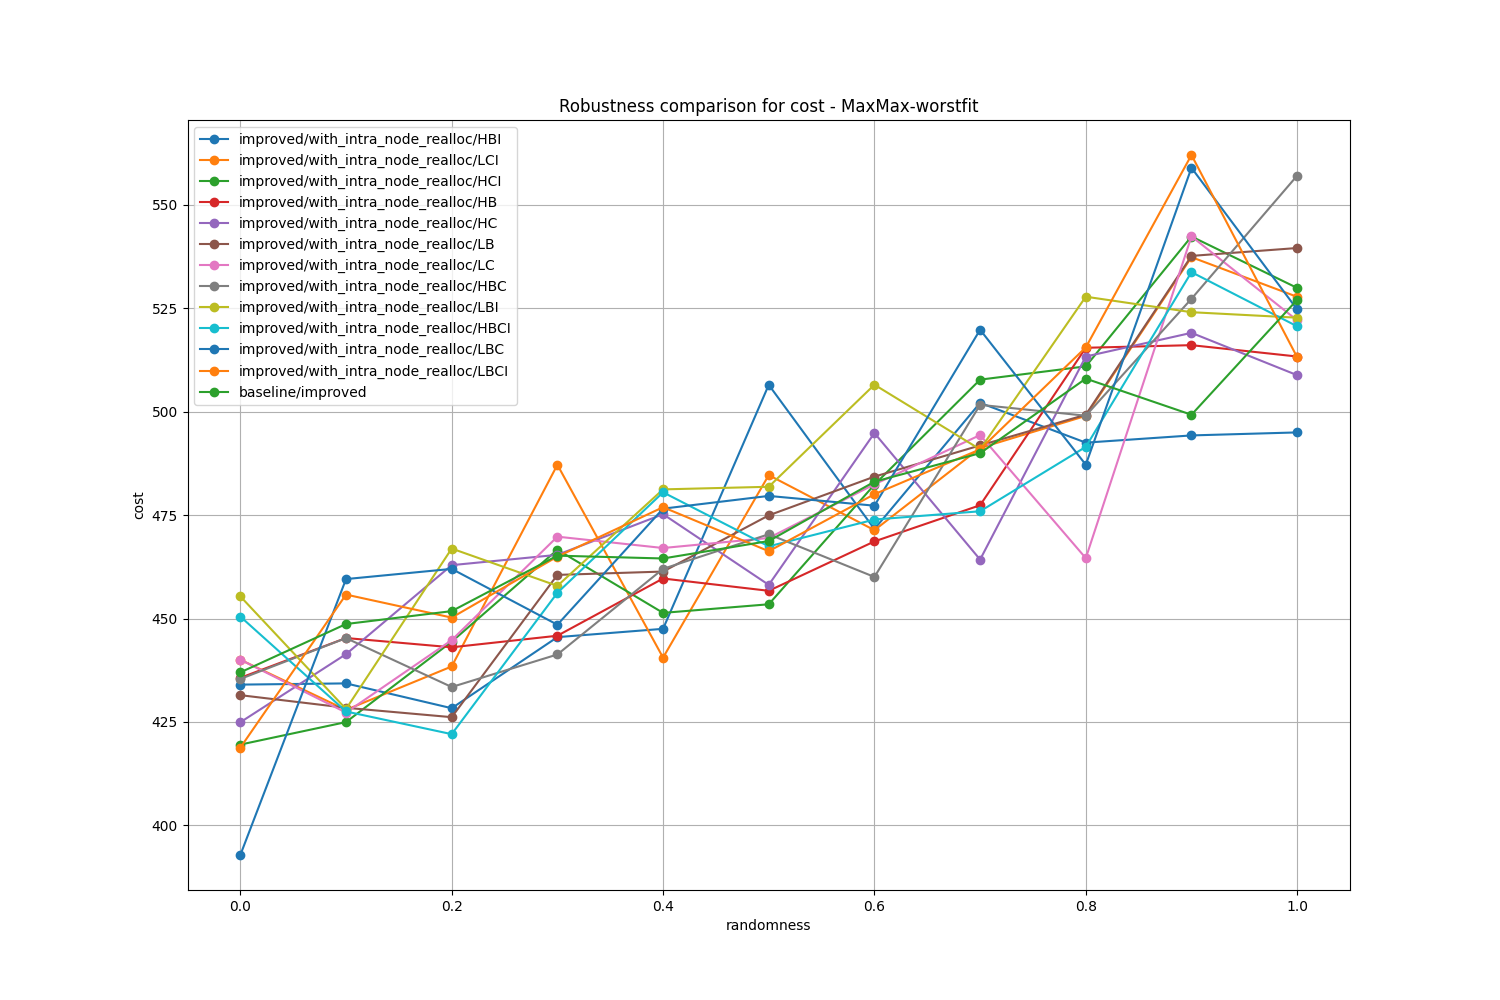 Robustness comparison for cost - MaxMax-worstfit
improved/with_intra_node_realloc/HBI
improved/with_intra_node_realloc/LCI
improved/with_intra_node_realloc/HCI
improved/with_intra_node_realloc/HB
improved/with_intra_node_realloc/HC
improved/with_intra_node_realloc/LB
improved/with_intra_node_realloc/LC
improved/with_intra_node_realloc/HBC
improved/with_intra_node_realloc/LBI
improved/with_intra_node_realloc/HBCI
improved/with_intra_node_realloc/LBC
improved/with_intra_node_realloc/LBCI
baseline/improved
550
525
500
475
450
425
400
cost
0.0 0.2 0.4 0.6 0.8 1.0
randomness